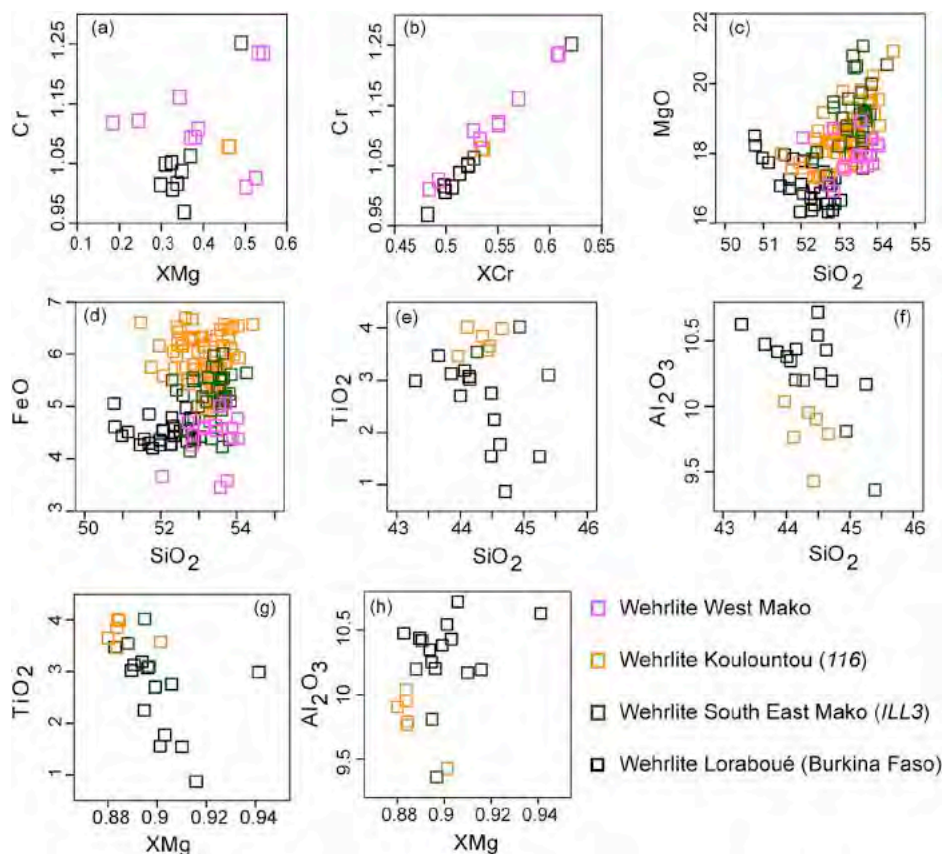 (a)
Cr
0.95 1.05 1.15 1.25
0.1 0.2 0.3 0.4 0.5 0.6
XMg
(b)
Cr
0.95 1.05 1.15 1.25
0.45 0.5 0.55 0.6 0.65
XCr
(c)
MgO
16 18 20 22
50 51 52 53 54 55
SiO2
(d)
FeO
3 4 5 6 7
50 52 54
SiO2
(e)
TiO2
1 2 3 4
43 44 45 46
SiO2
(f)
Al2O3
9.5 10 10.5
43 44 45 46
SiO2
(g)
TiO2
1 2 3 4
0.88 0.9 0.92 0.94
XMg
(h)
Al2O3
9.5 10 10.5
0.88 0.9 0.92 0.94
XMg
Wehrlite West Mako
Wehrlite Koulountou (116)
Wehrlite South East Mako (ILL3)
Wehrlite Loraboué (Burkina Faso)